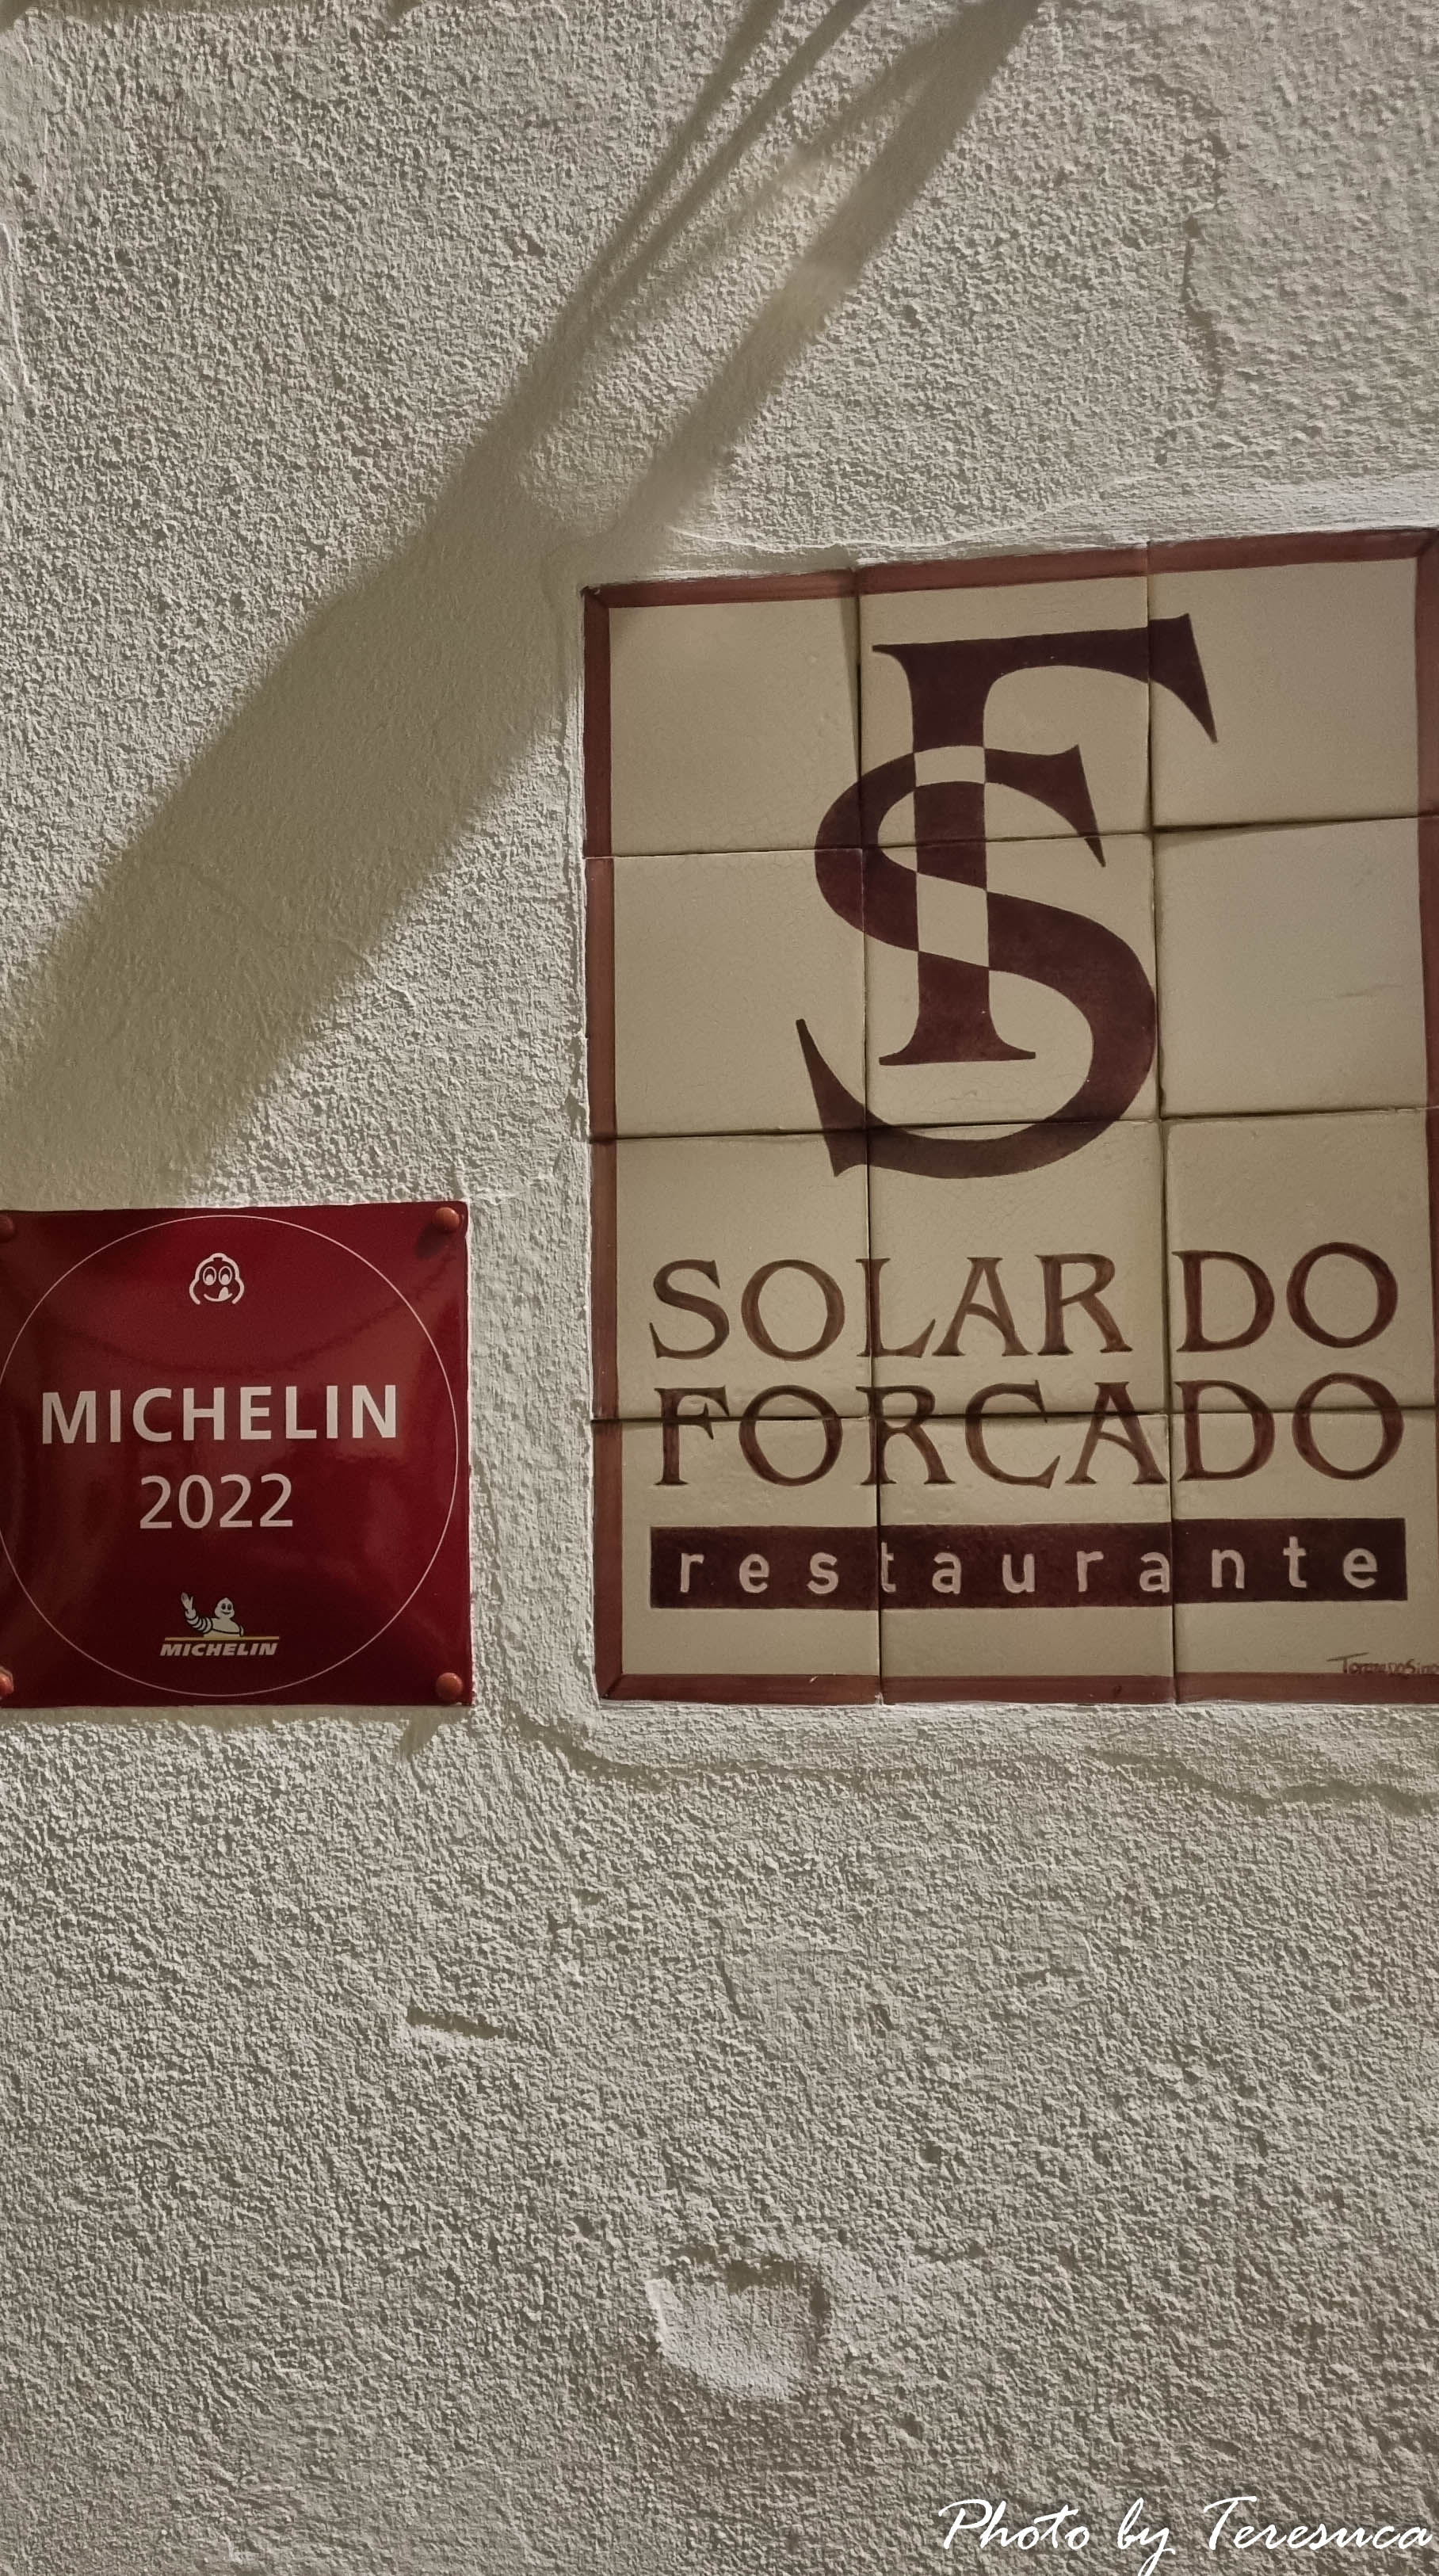 SF
SOLAR DO
FORCADO
restaurante
MICHELIN
2022
MICHELIN
Photo by Teresuca